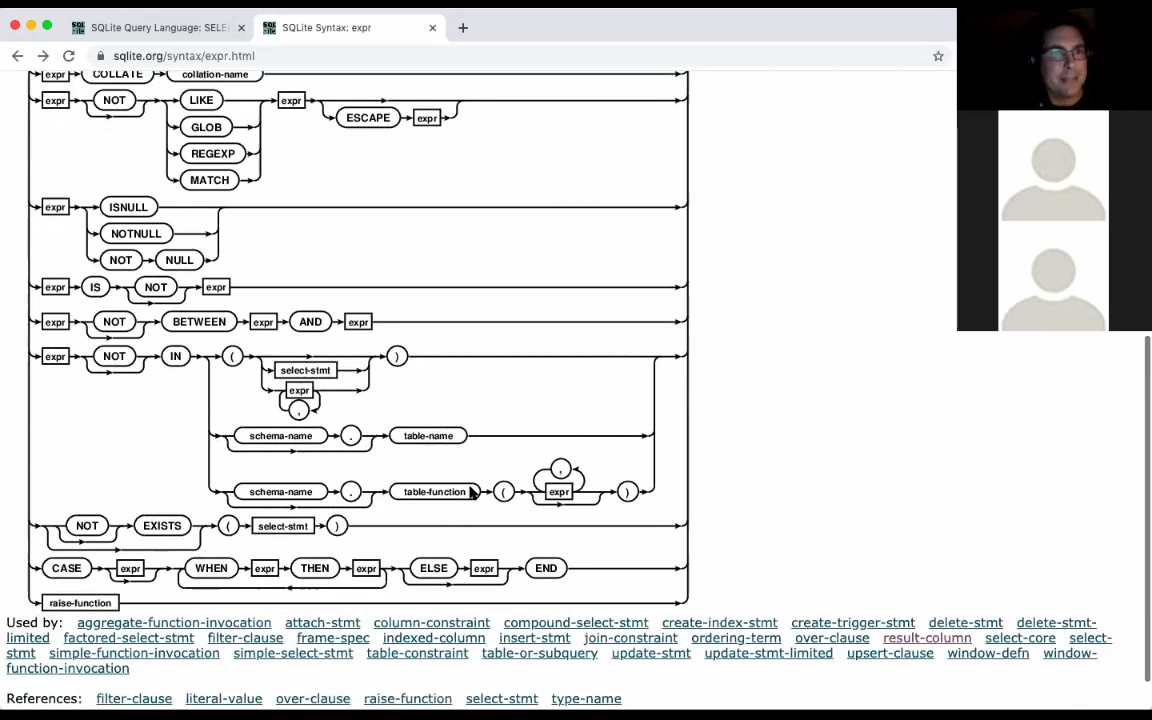 SQLite Query Language: SELE
SQLite Syntax: expr
sqlite.org/syntax/expr.html
expr COLLATE collation-name
expr NOT LIKE expr
ESCAPE expr
GLOB
REGEXP
MATCH
expr ISNULL
NOTNULL
NOT NULL
expr IS NOT expr
expr NOT BETWEEN expr AND expr
expr NOT IN ( )
select-stmt
expr
,
schema-name . table-name
,
schema-name . table-function ( expr )
NOT EXISTS ( select-stmt )
CASE expr WHEN expr THEN expr ELSE expr END
raise-function
Used by: aggregate-function-invocation attach-stmt column-constraint compound-select-stmt create-index-stmt create-trigger-stmt delete-stmt delete-stmt-
limited factored-select-stmt filter-clause frame-spec indexed-column insert-stmt join-constraint ordering-term over-clause result-column select-core select-
stmt simple-function-invocation simple-select-stmt table-constraint table-or-subquery update-stmt update-stmt-limited upsert-clause window-defn window-
function-invocation
References: filter-clause literal-value over-clause raise-function select-stmt type-name